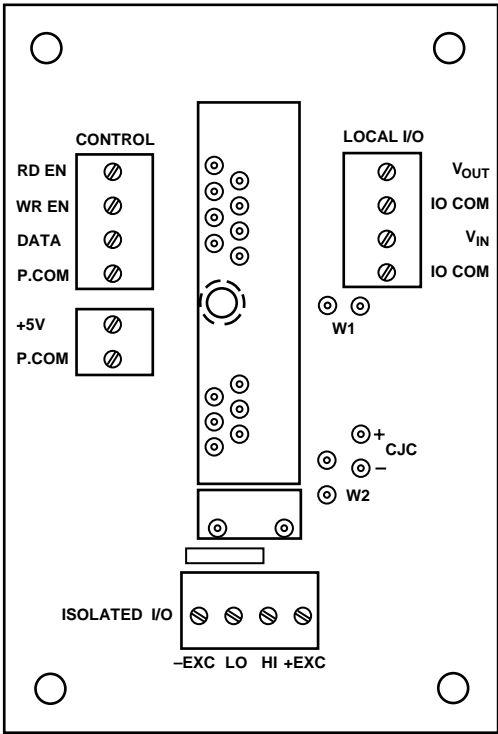 CONTROL
RD EN
WR EN
DATA
P.COM
+5V
P.COM
LOCAL I/O
VOUT
IO COM
VIN
IO COM
W1
+
CJC
–
W2
ISOLATED I/O
–EXC LO HI +EXC